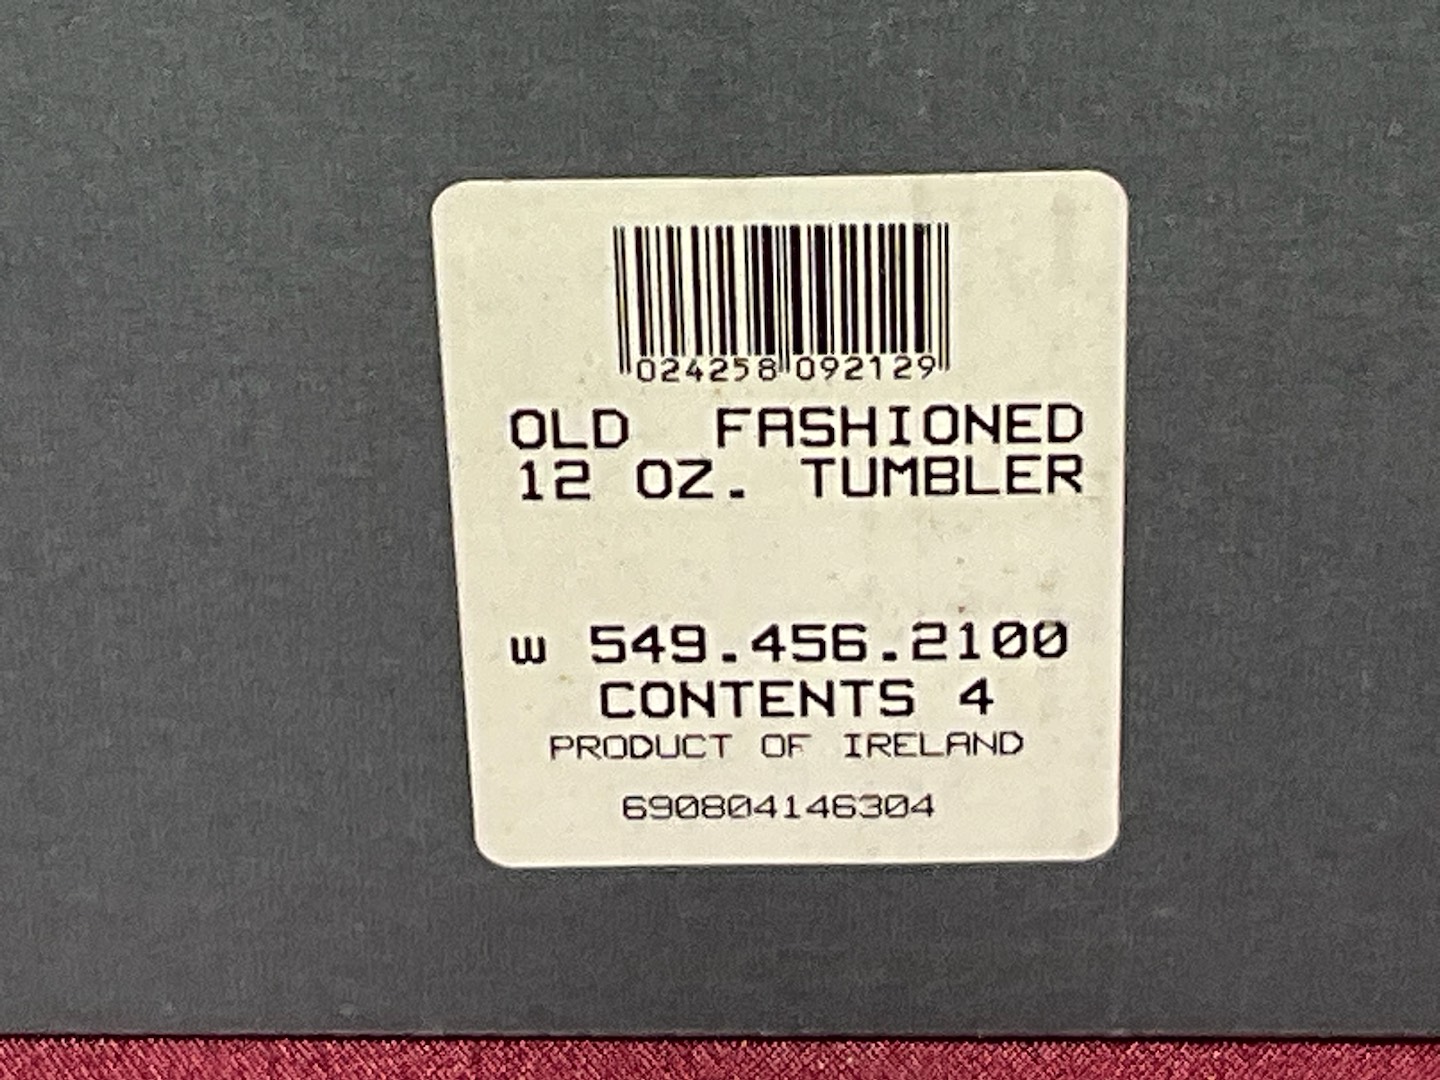 024258 092129
OLD FASHIONED
12 OZ. TUMBLER
w 549.456.2100
CONTENTS 4
PRODUCT OF IRELAND
690804146304